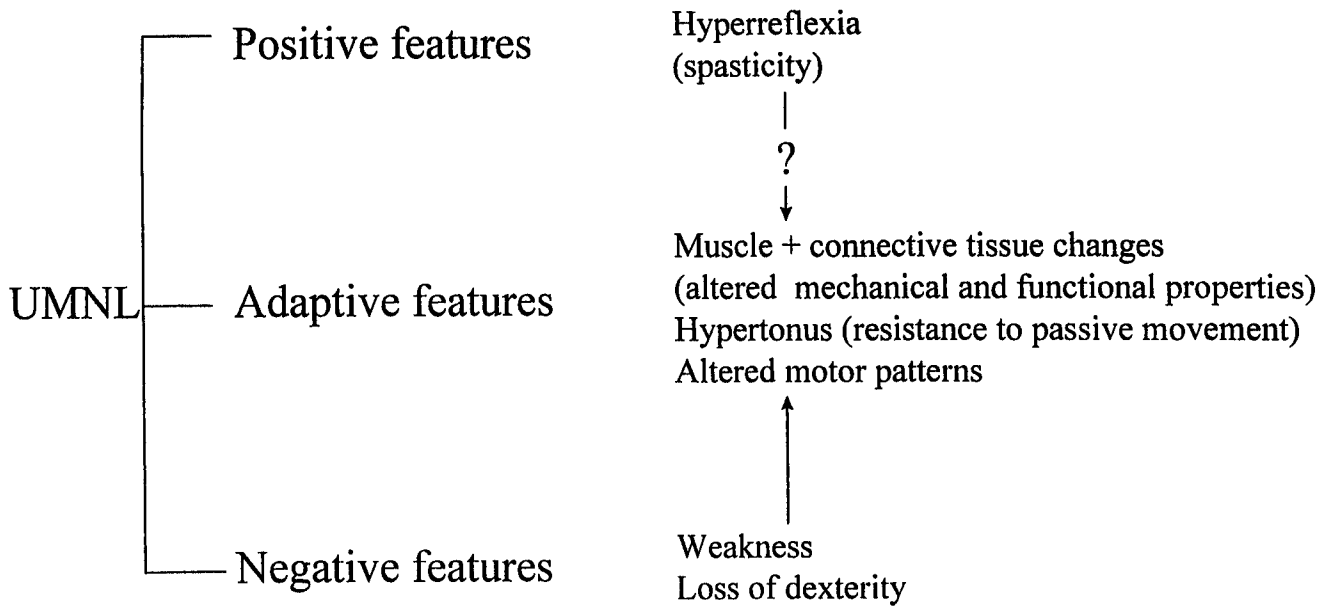 Positive features
Hyperreflexia
(spasticity)
?
UMNL
Adaptive features
Muscle + connective tissue changes
(altered mechanical and functional properties)
Hypertonus (resistance to passive movement)
Altered motor patterns
Negative features
Weakness
Loss of dexterity